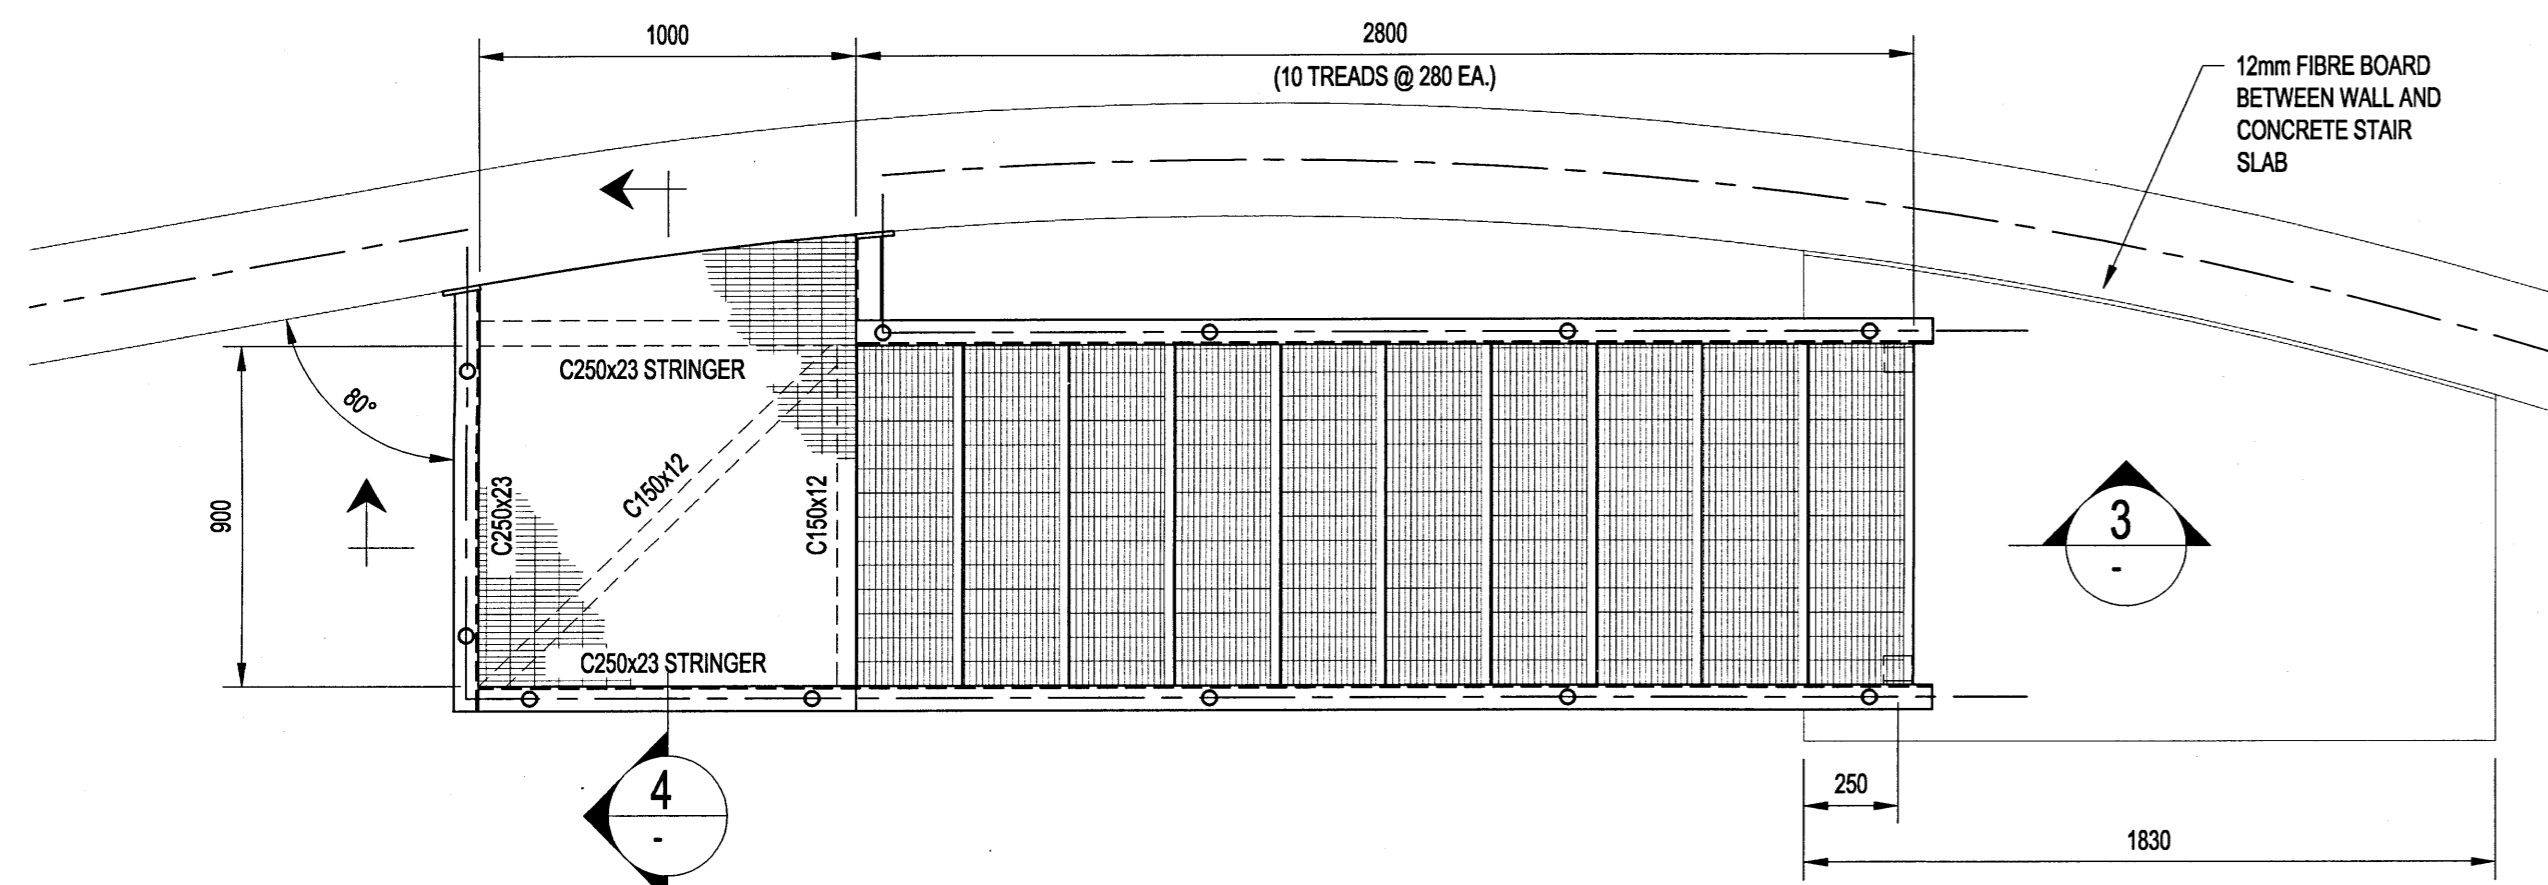 1000
2800
(10 TREADS @ 280 EA.)
12mm FIBRE BOARD
BETWEEN WALL AND
CONCRETE STAIR
SLAB
C250x23 STRINGER
80°
900
C250x23
C150x12
C150x12
C250x23 STRINGER
3
-
4
-
250
1830